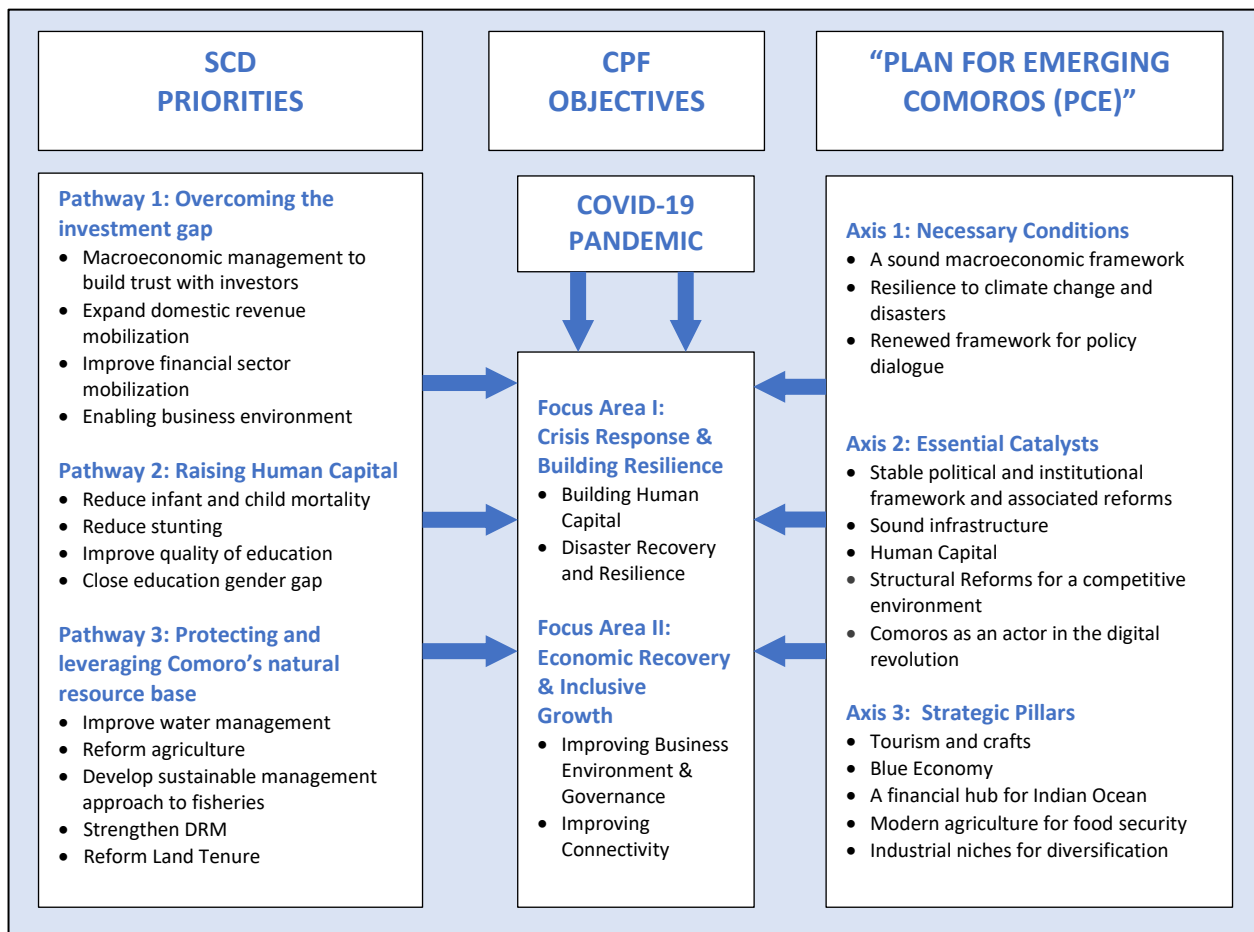 SCD
PRIORITIES
CPF
OBJECTIVES
“PLAN FOR EMERGING
COMOROS (PCE)”
Pathway 1: Overcoming the
investment gap
• Macroeconomic management to
build trust with investors
• Expand domestic revenue
mobilization
• Improve financial sector
mobilization
• Enabling business environment
Pathway 2: Raising Human Capital
• Reduce infant and child mortality
• Reduce stunting
• Improve quality of education
• Close education gender gap
Pathway 3: Protecting and
leveraging Comoro’s natural
resource base
• Improve water management
• Reform agriculture
• Develop sustainable management
approach to fisheries
• Strengthen DRM
• Reform Land Tenure
COVID-19
PANDEMIC
Focus Area I:
Crisis Response &
Building Resilience
• Building Human
Capital
• Disaster Recovery
and Resilience
Focus Area II:
Economic Recovery
& Inclusive
Growth
• Improving Business
Environment &
Governance
• Improving
Connectivity
Axis 1: Necessary Conditions
• A sound macroeconomic framework
• Resilience to climate change and
disasters
• Renewed framework for policy
dialogue
Axis 2: Essential Catalysts
• Stable political and institutional
framework and associated reforms
• Sound infrastructure
• Human Capital
• Structural Reforms for a competitive
environment
• Comoros as an actor in the digital
revolution
Axis 3: Strategic Pillars
• Tourism and crafts
• Blue Economy
• A financial hub for Indian Ocean
• Modern agriculture for food security
• Industrial niches for diversification